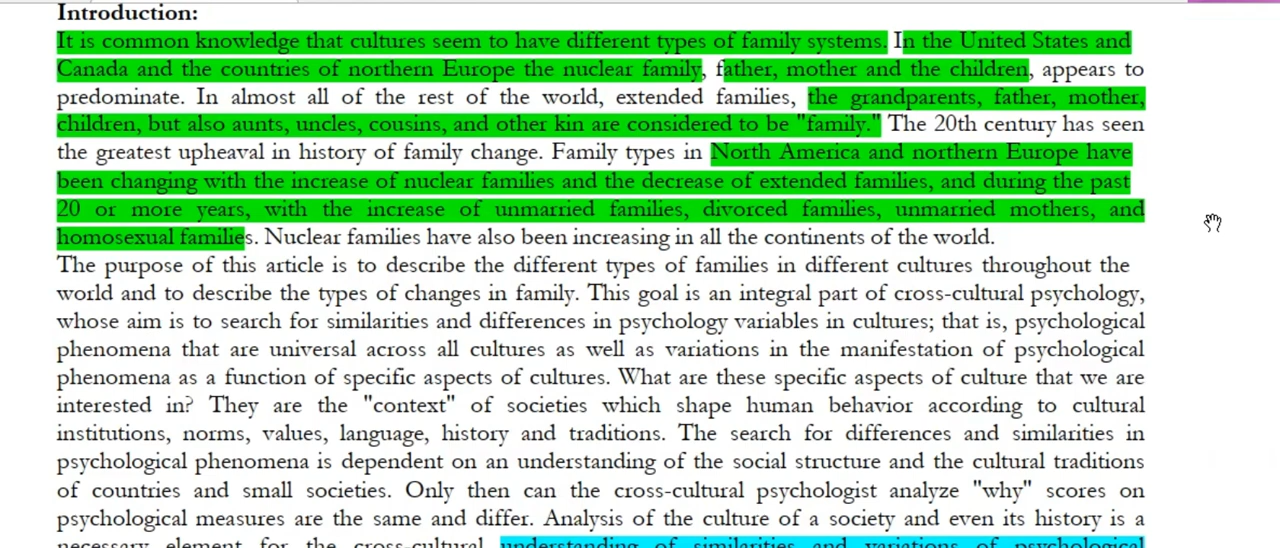 Introduction:
It is common knowledge that cultures seem to have different types of family systems. In the United States and
Canada and the countries of northern Europe the nuclear family, father, mother and the children, appears to
predominate. In almost all of the rest of the world, extended families, the grandparents, father, mother,
children, but also aunts, uncles, cousins, and other kin are considered to be "family." The 20th century has seen
the greatest upheaval in history of family change. Family types in North America and northern Europe have
been changing with the increase of nuclear families and the decrease of extended families, and during the past
20 or more years, with the increase of unmarried families, divorced families, unmarried mothers, and
homosexual families. Nuclear families have also been increasing in all the continents of the world.
The purpose of this article is to describe the different types of families in different cultures throughout the
world and to describe the types of changes in family. This goal is an integral part of cross-cultural psychology,
whose aim is to search for similarities and differences in psychology variables in cultures; that is, psychological
phenomena that are universal across all cultures as well as variations in the manifestation of psychological
phenomena as a function of specific aspects of cultures. What are these specific aspects of culture that we are
interested in? They are the "context" of societies which shape human behavior according to cultural
institutions, norms, values, language, history and traditions. The search for differences and similarities in
psychological phenomena is dependent on an understanding of the social structure and the cultural traditions
of countries and small societies. Only then can the cross-cultural psychologist analyze "why" scores on
psychological measures are the same and differ. Analysis of the culture of a society and even its history is a
necessary element for the cross-cultural understanding of similarities and variations of psychological